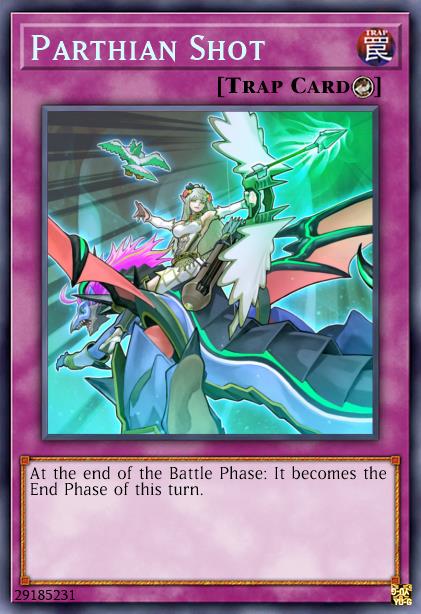 Parthian Shot
TRAP
罠
[Trap Card]
At the end of the Battle Phase: It becomes the
End Phase of this turn.
29185231